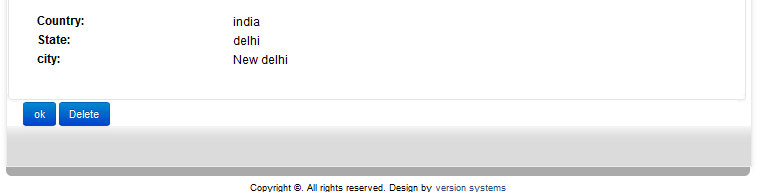 Country: india
State: delhi
city: New delhi
ok Delete
Copyright ©. All rights reserved. Design by version systems